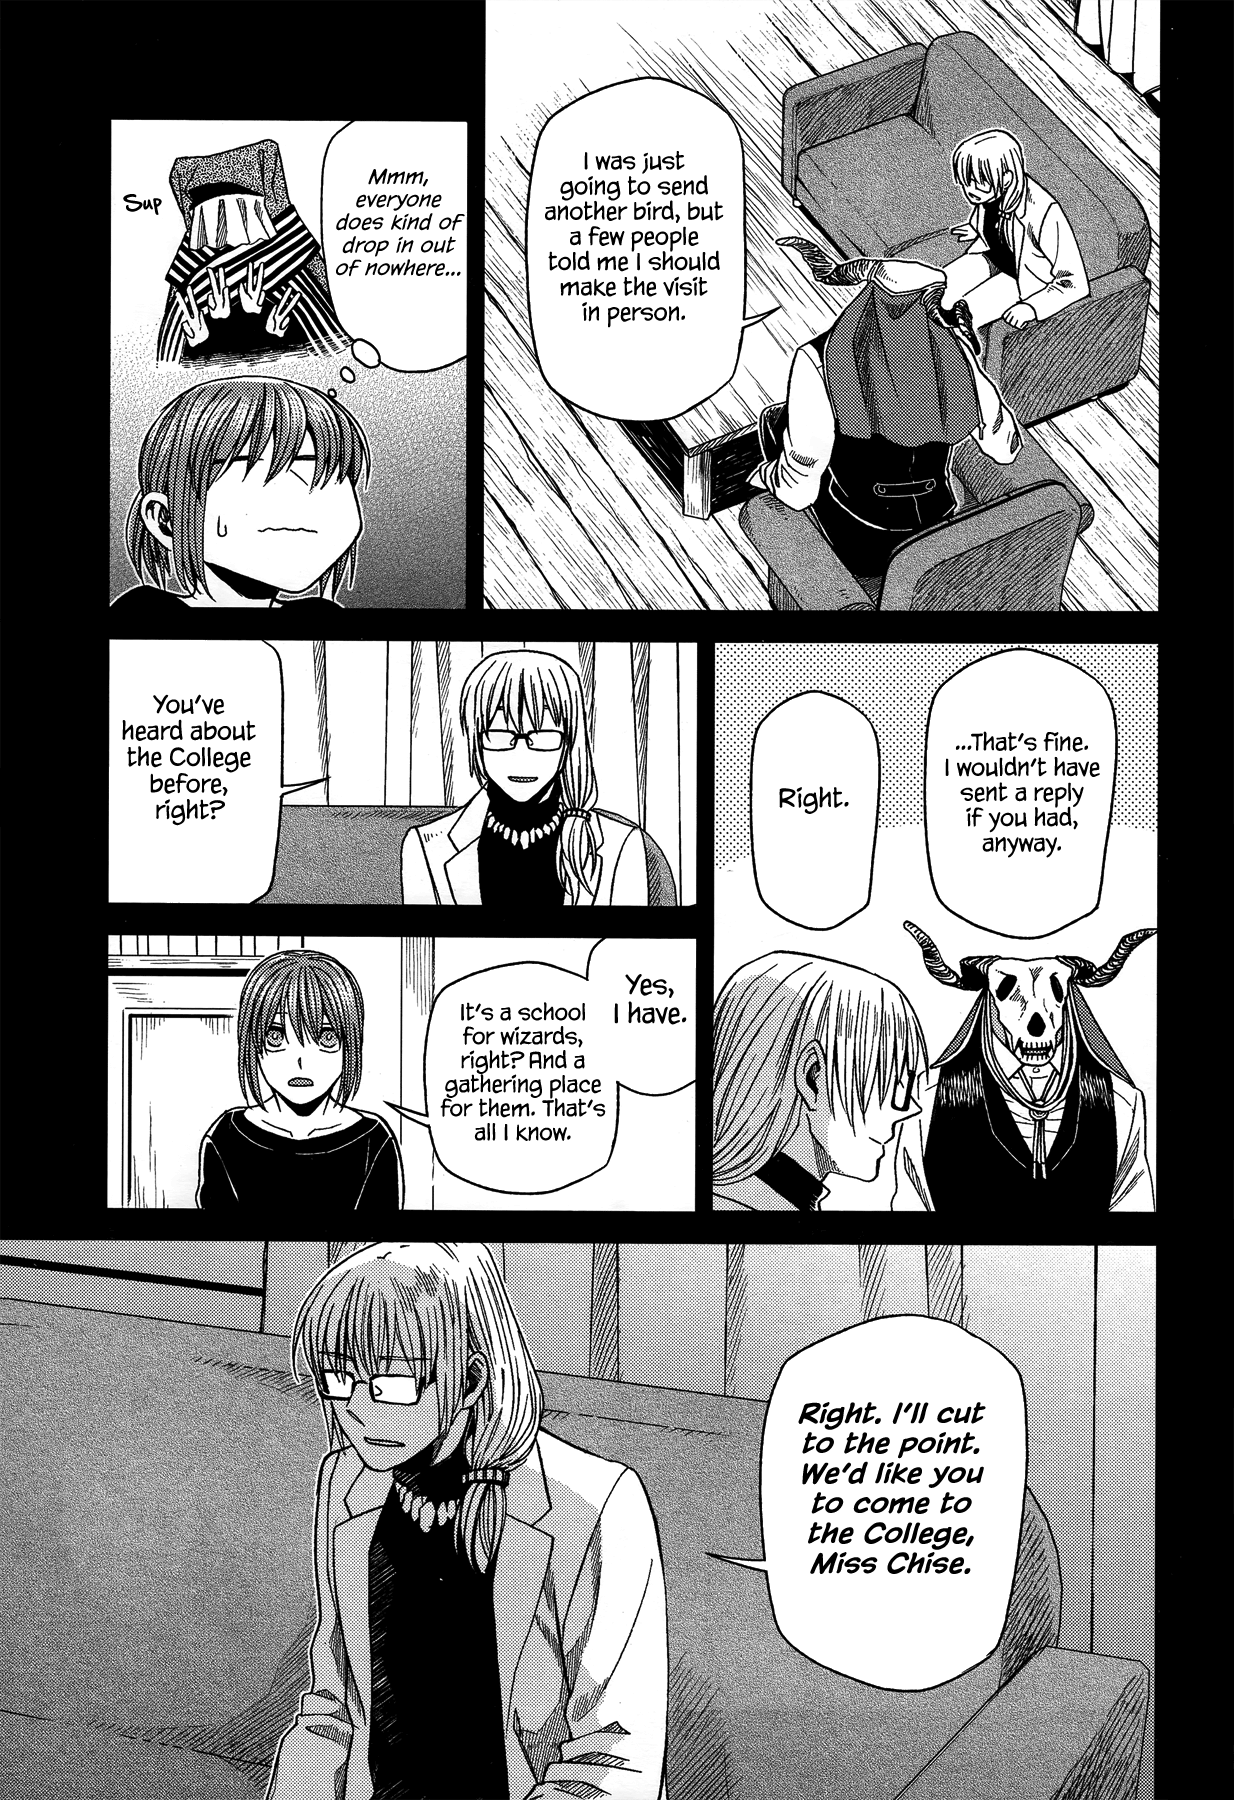 I was just
going to send
another bird, but
a few people
told me I should
make the visit
in person.
Mmm,
everyone
does kind of
drop in out
of nowhere...
Sup
...That's fine.
I wouldn't have
sent a reply
if you had,
anyway.
Right.
You've
heard about
the College
before,
right?
Yes,
I have.
It's a school
for wizards,
right? And a
gathering place
for them. That's
all I know.
Right. I'll cut
to the point.
We'd like you
to come to
the College,
Miss Chise.